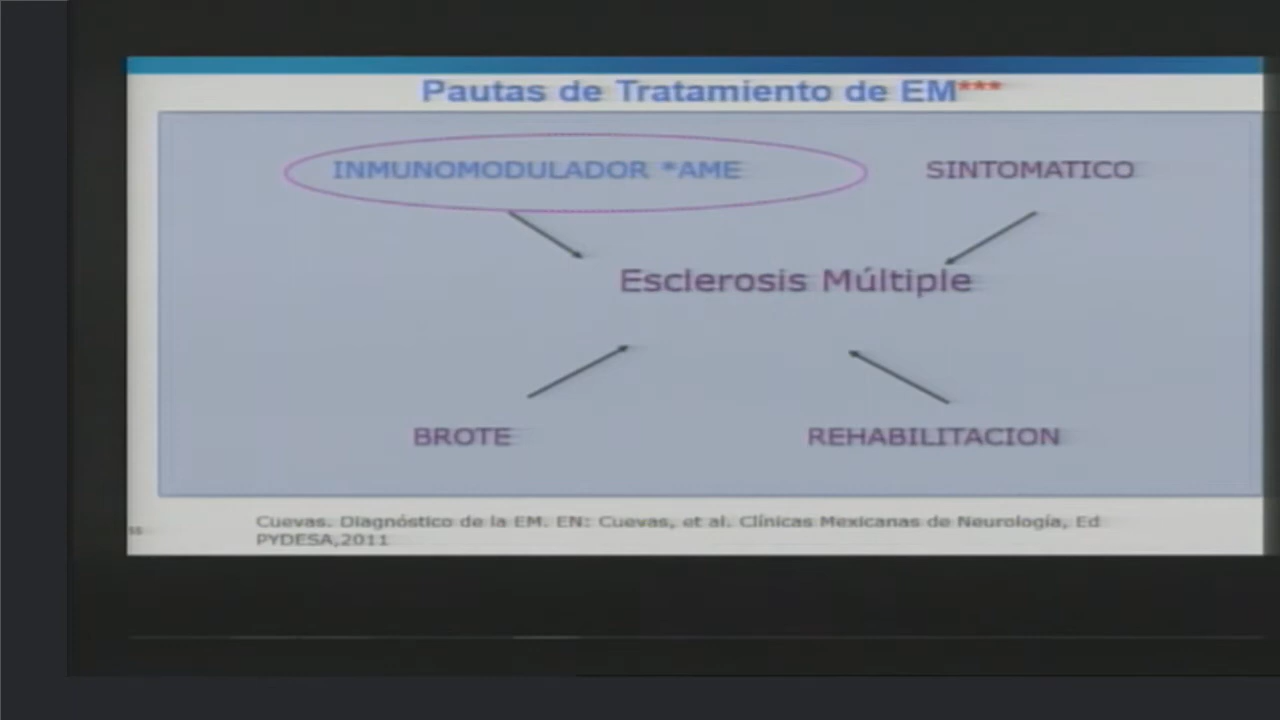 Pautas de Tratamiento de EM***
INMUNOMODULADOR *AME
SINTOMATICO
Esclerosis Múltiple
BROTE
REHABILITACION
Cuevas. Diagnóstico de la EM. EN: Cuevas, et al. Clínicas Mexicanas de Neurología, Ed
PYDESA,2011